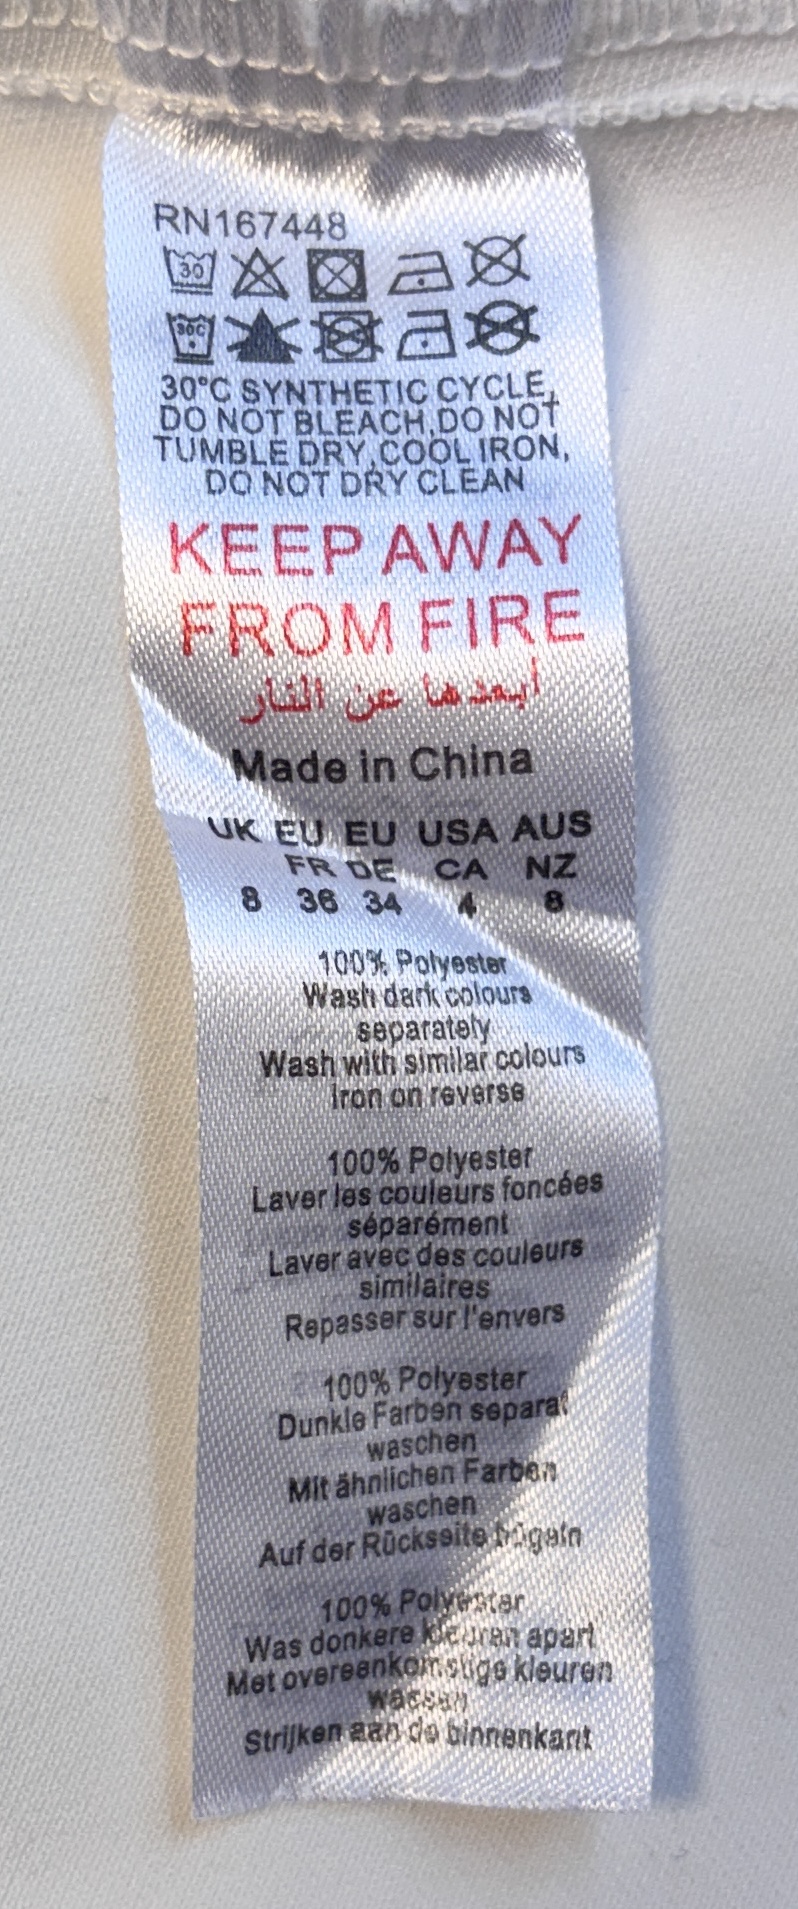 RN167448
30
30C
30°C SYNTHETIC CYCLE,
DO NOT BLEACH,DO NOT
TUMBLE DRY,COOL IRON,
DO NOT DRY CLEAN
KEEP AWAY
FROM FIRE
أبعدها عن النار
Made in China
UK EU EU USA AUS
FR DE CA NZ
8 36 34 4 8
100% Polyester
Wash dark colours
separately
Wash with similar colours
Iron on reverse
100% Polyester
Laver les couleurs foncées
séparément
Laver avec des couleurs
similaires
Repasser sur l'envers
100% Polyester
Dunkle Farben separat
waschen
Mit ähnlichen Farben
waschen
Auf der Rückseite bügeln
100% Polyester
Was donkere kleuren apart
Met overeenkomstige kleuren
wassen
Strijken aan de binnenkant